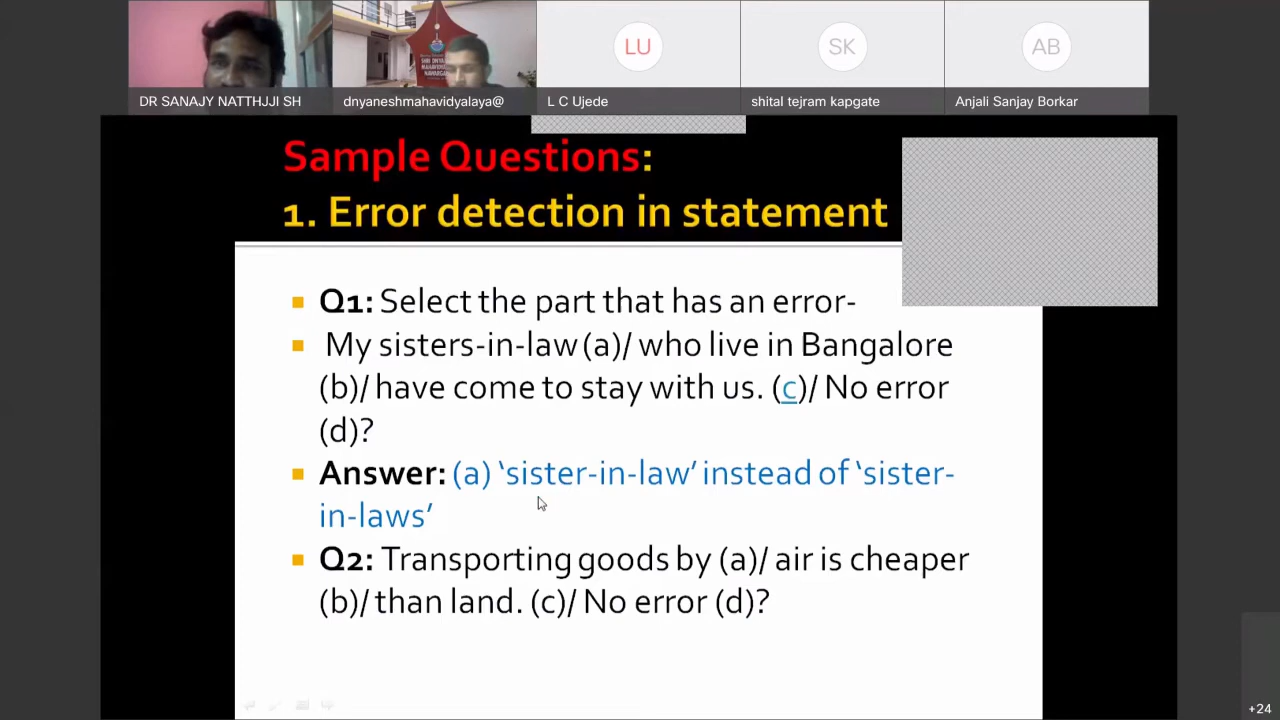 LU
SK
AB
DR SANAJY NATTHJJI SH
dnyaneshmahavidyalaya@
L C Ujede
shital tejram kapgate
Anjali Sanjay Borkar
Sample Questions:
1. Error detection in statement
Q1: Select the part that has an error-
My sisters-in-law (a)/ who live in Bangalore
(b)/ have come to stay with us. (c)/ No error
(d)?
Answer: (a) ‘sister-in-law’ instead of ‘sister-
in-laws’
Q2: Transporting goods by (a)/ air is cheaper
(b)/ than land. (c)/ No error (d)?
+24